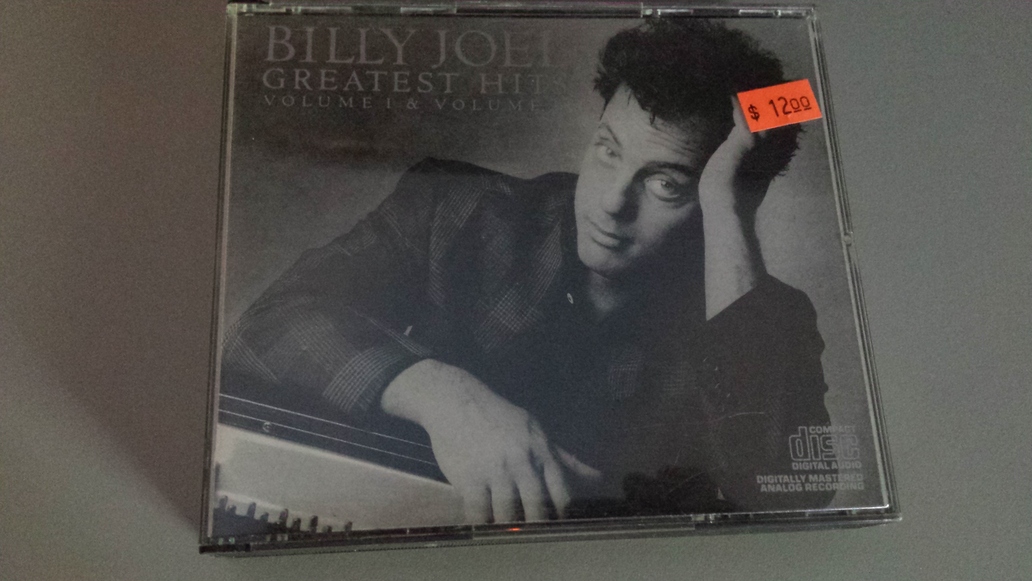 BILLY JOEL
GREATEST HITS
VOLUME I & VOLUME
$ 12.00
COMPACT
disc
DIGITAL AUDIO
DIGITALLY MASTERED
ANALOG RECORDING